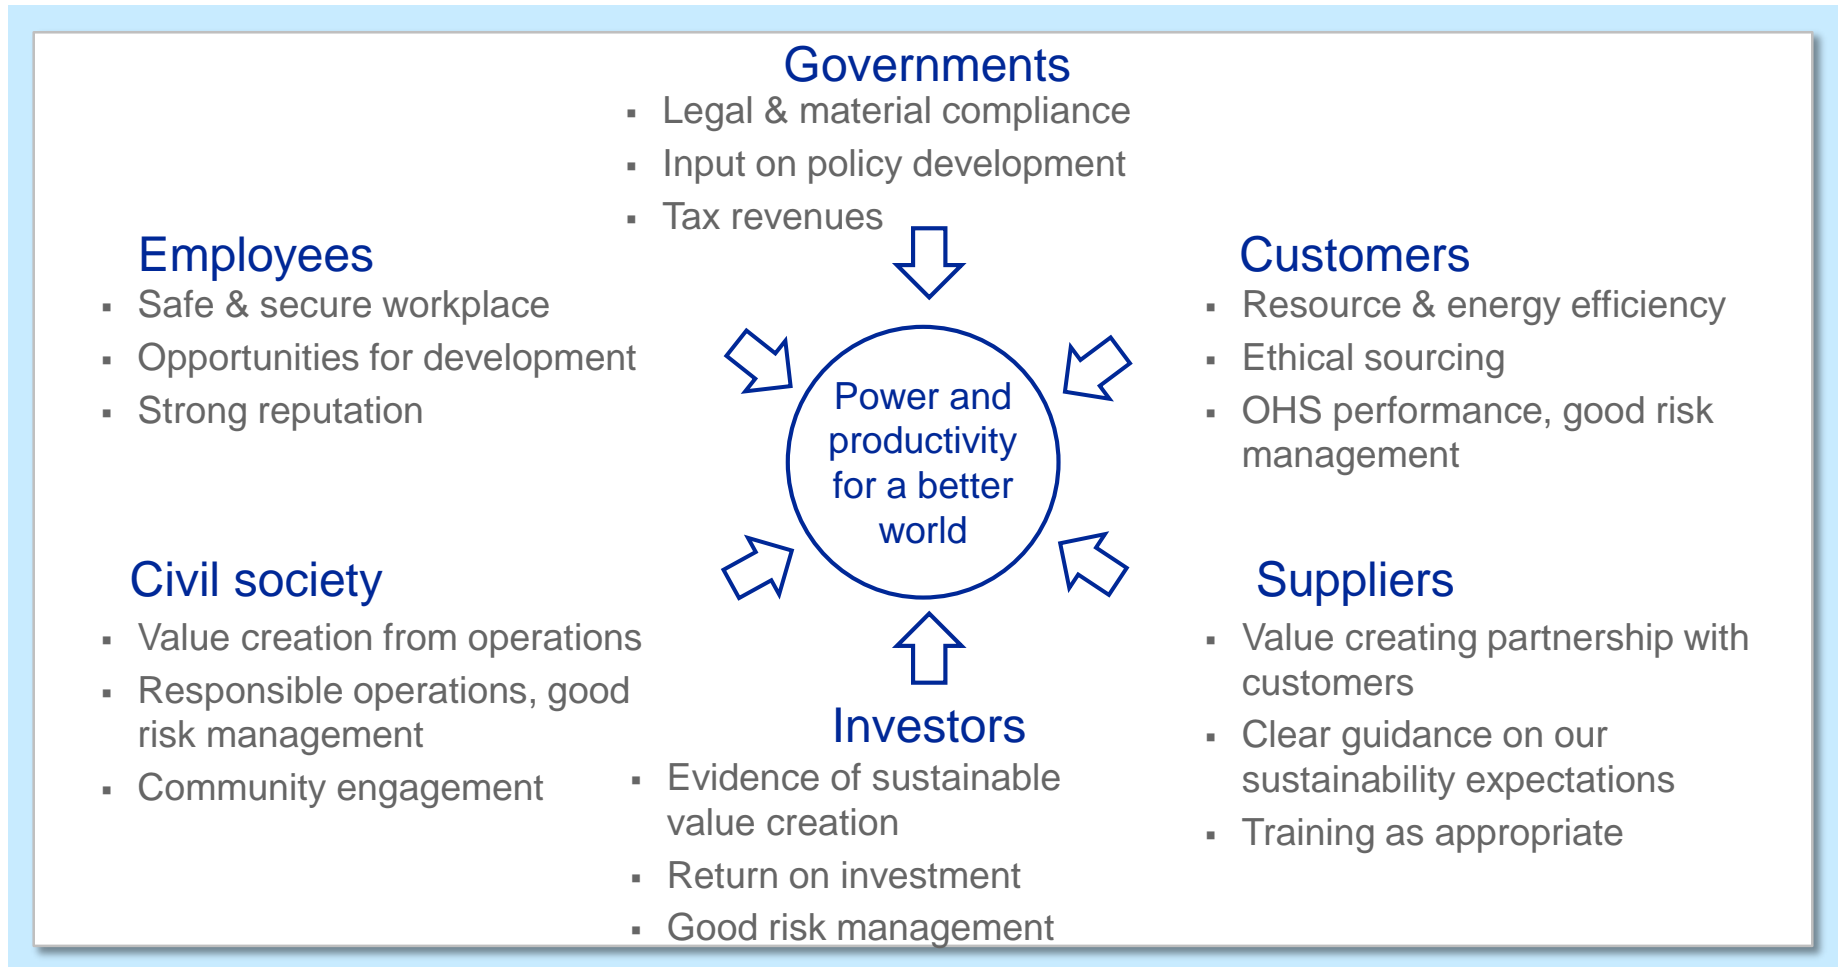 Governments
▪ Legal & material compliance
▪ Input on policy development
▪ Tax revenues
Employees
▪ Safe & secure workplace
▪ Opportunities for development
▪ Strong reputation
Customers
▪ Resource & energy efficiency
▪ Ethical sourcing
▪ OHS performance, good risk
management
Power and
productivity
for a better
world
Civil society
▪ Value creation from operations
▪ Responsible operations, good
risk management
▪ Community engagement
Suppliers
▪ Value creating partnership with
customers
▪ Clear guidance on our
sustainability expectations
▪ Training as appropriate
Investors
▪ Evidence of sustainable
value creation
▪ Return on investment
▪ Good risk management